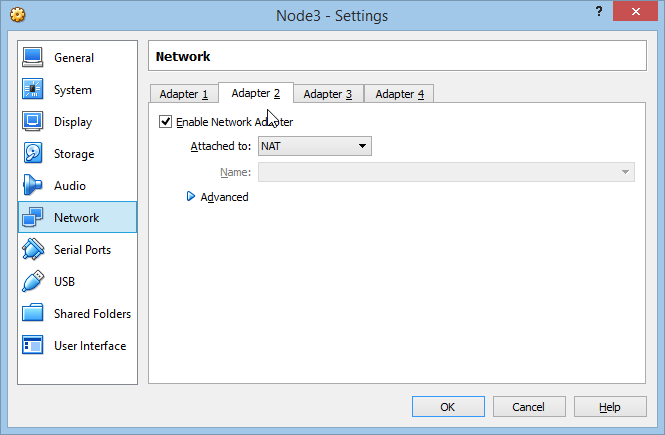 Node3 - Settings
?
General
System
Display
Storage
Audio
Network
Serial Ports
USB
Shared Folders
User Interface
Network
Adapter 1
Adapter 2
Adapter 3
Adapter 4
Enable Network Adapter
Attached to: NAT
Name:
Advanced
OK
Cancel
Help